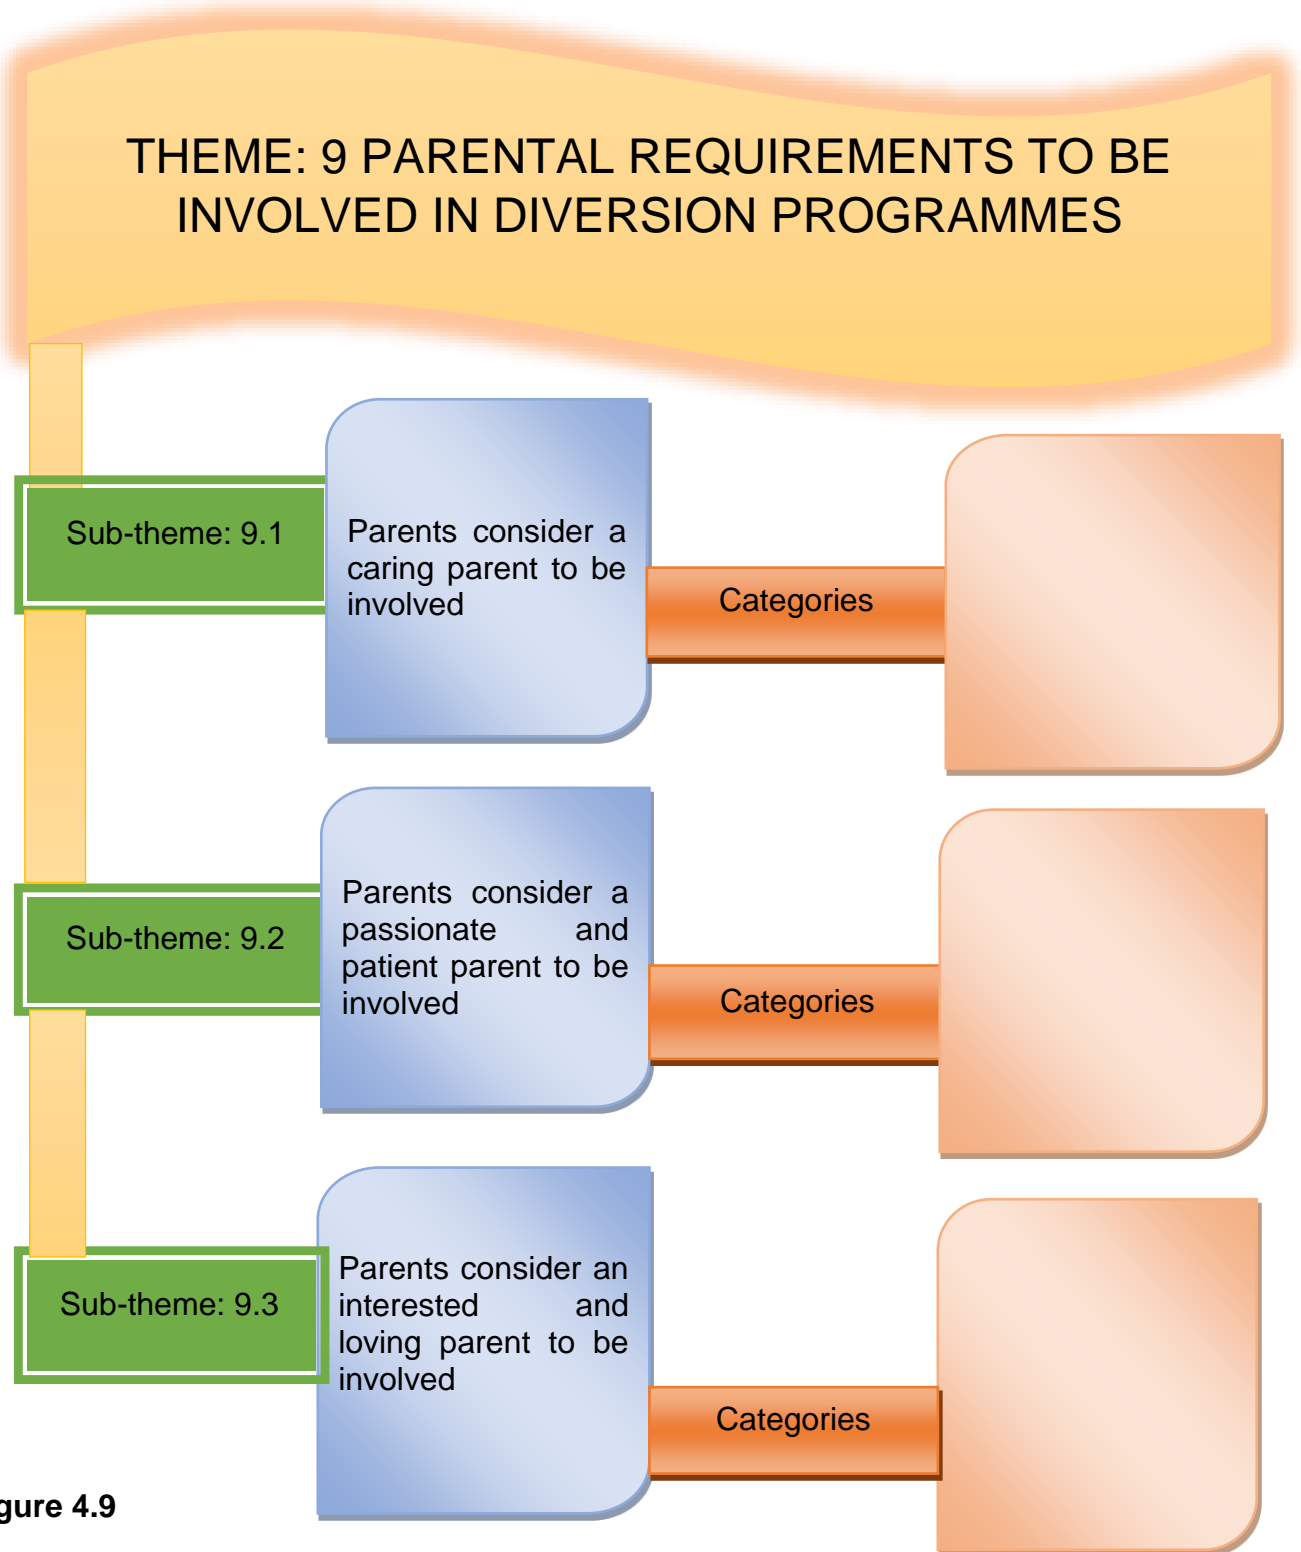 THEME: 9 PARENTAL REQUIREMENTS TO BE
INVOLVED IN DIVERSION PROGRAMMES
Sub-theme: 9.1
Parents consider a
caring parent to be
involved
Categories
Sub-theme: 9.2
Parents consider a
passionate and
patient parent to be
involved
Categories
Sub-theme: 9.3
Parents consider an
interested and
loving parent to be
involved
Categories
gure 4.9